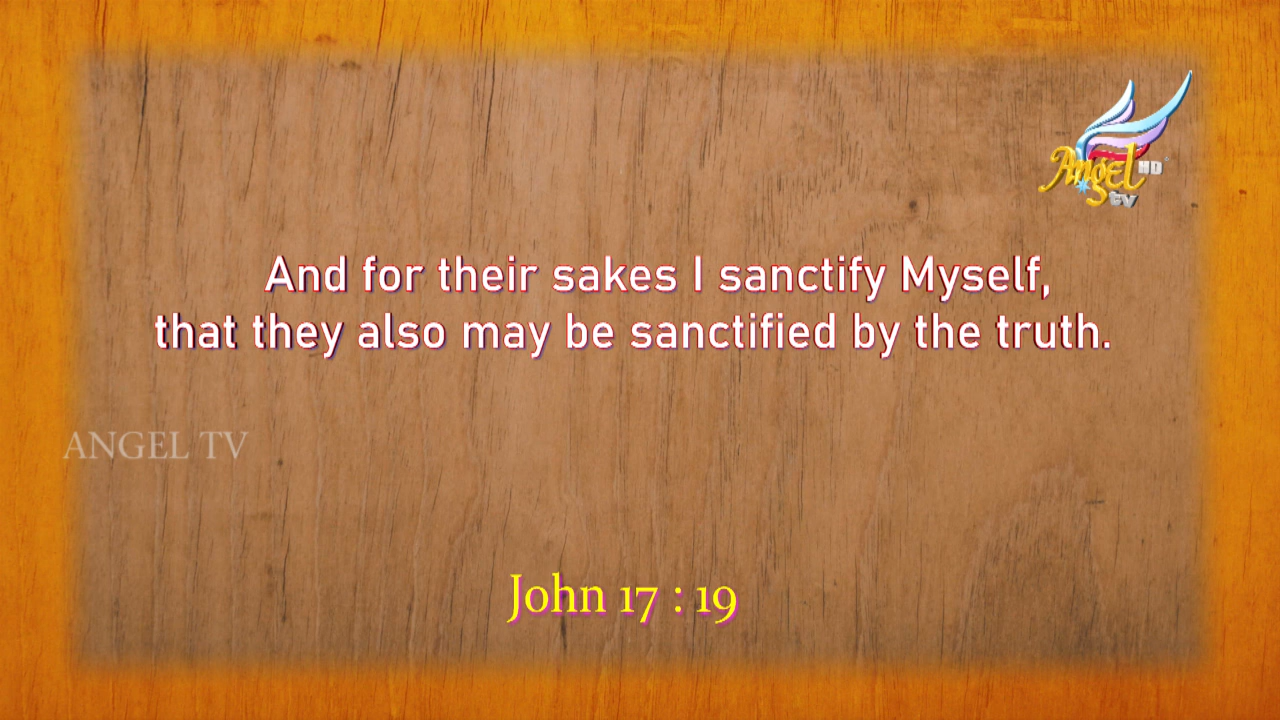 Angel HD
tv
And for their sakes I sanctify Myself,
that they also may be sanctified by the truth.
ANGEL TV
John 17 : 19